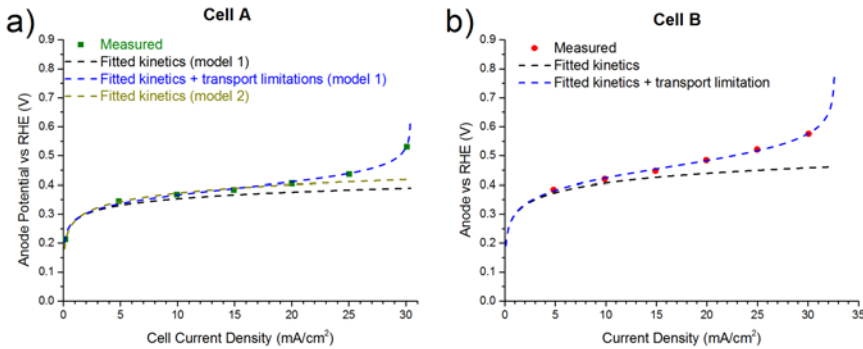 a)
Cell A
Measured
Fitted kinetics (model 1)
Fitted kinetics + transport limitations (model 1)
Fitted kinetics (model 2)
Anode Potential vs RHE (V)
0.9
0.8
0.7
0.6
0.5
0.4
0.3
0.2
0.1
0.0
0 5 10 15 20 25 30
Cell Current Density (mA/cm²)
b)
Cell B
Measured
Fitted kinetics
Fitted kinetics + transport limitation
Anode vs RHE (V)
0.9
0.8
0.7
0.6
0.5
0.4
0.3
0.2
0.1
0.0
0 5 10 15 20 25 30 35
Current Density (mA/cm²)